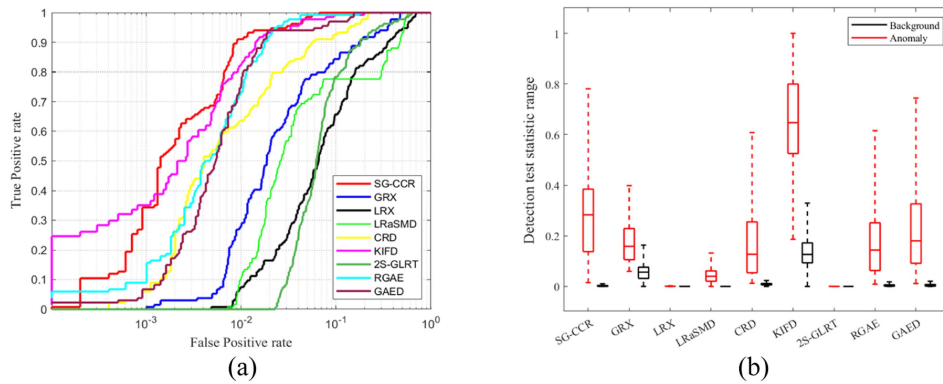 True Positive rate
1
0.9
0.8
0.7
0.6
0.5
0.4
0.3
0.2
0.1
0
10-3
10-2
10-1
100
False Positive rate
SG-CCR
GRX
LRX
LRaSMD
CRD
KIFD
2S-GLRT
RGAE
GAED
(a)
Detection test statistic range
1
0.8
0.6
0.4
0.2
0
Background
Anomaly
SG-CCR
GRX
LRX
LRaSMD
CRD
KIFD
2S-GLRT
RGAE
GAED
(b)